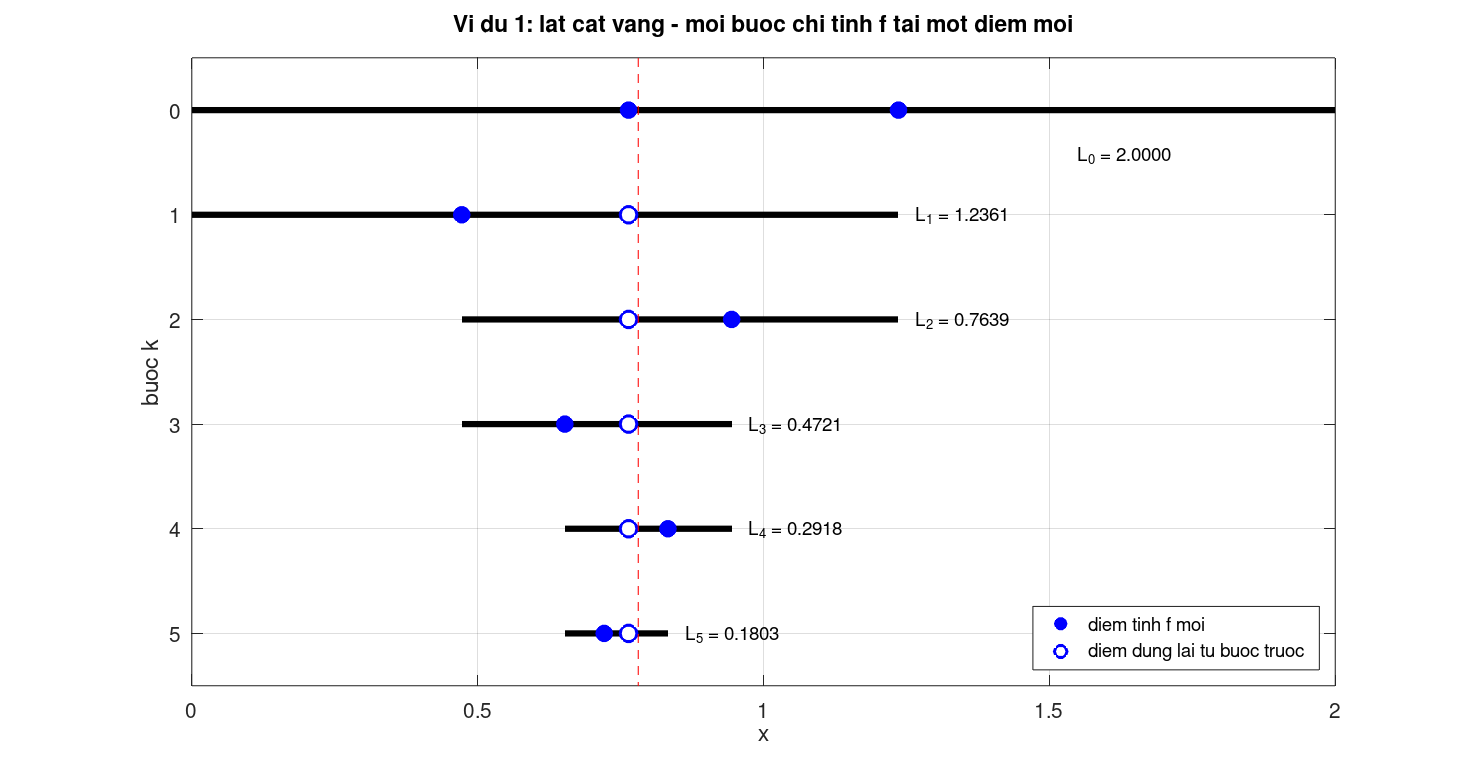 Vi du 1: lat cat vang - moi buoc chi tinh f tai mot diem moi
0
L₀ = 2.0000
1
L₁ = 1.2361
2
L₂ = 0.7639
buoc k
3
L₃ = 0.4721
4
L₄ = 0.2918
5
L₅ = 0.1803
diem tinh f moi
diem dung lai tu buoc truoc
0 0.5 1 1.5 2
x